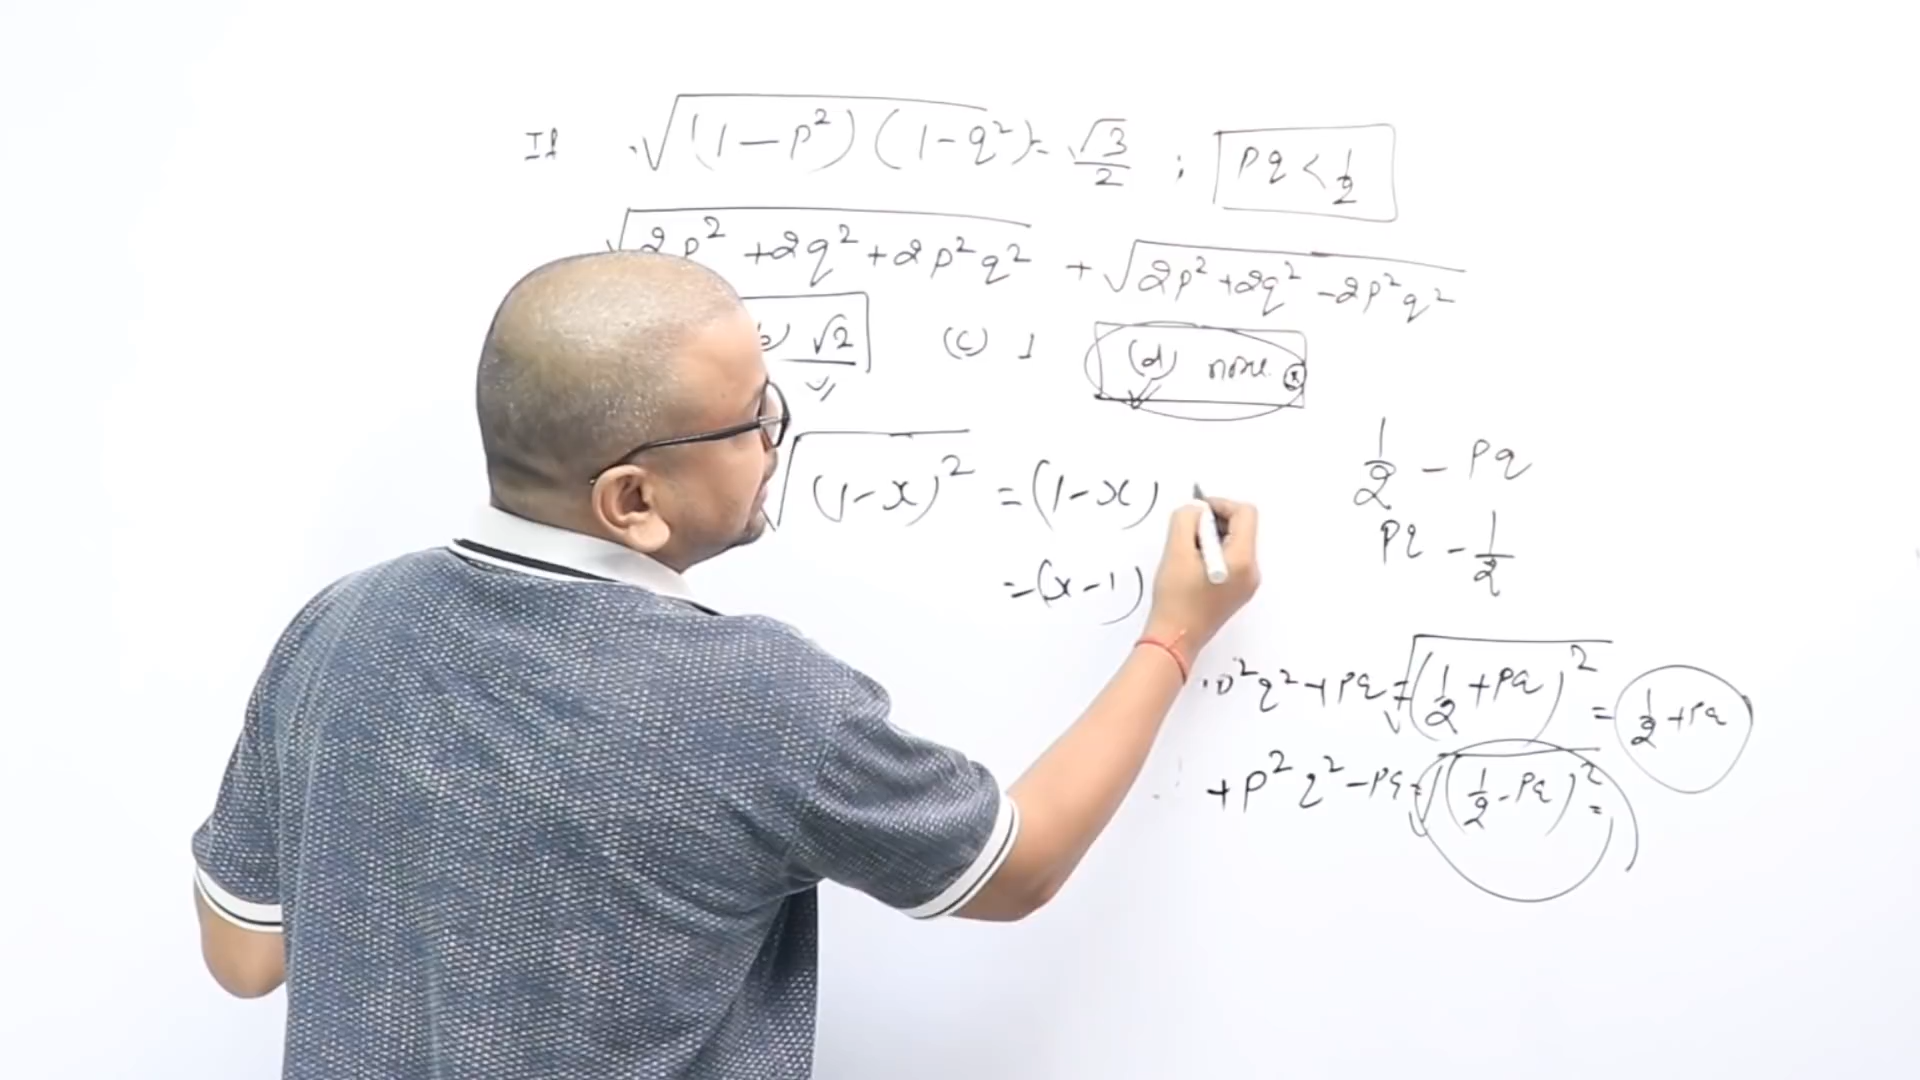 If √(1-p²)(1-q²) = √3/2 ; pq < 1/2
√2p² + 2q² + 2p²q² + √2p² + 2q² - 2p²q²
b) √2 (c) 1 (d) none
√(1-x)² = (1-x)
= (x-1)
1/2 - pq
pq - 1/2
p²q² + pq = √(1/2 + pq)² = 1/2 + pq
+ p²q² - pq = √(1/2 - pq)² =